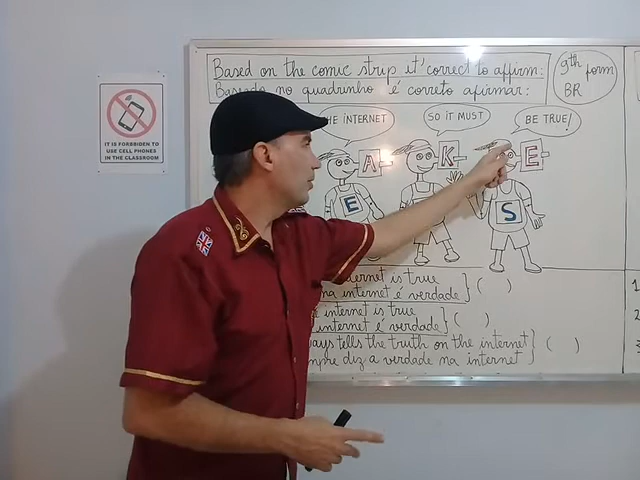 Based on the comic strip it's correct to affirm:
Baseado no quadrinho é correto afirmar:
9th form
BR
IT IS FORBIDDEN TO
USE CELL PHONES
IN THE CLASSROOM
THE INTERNET
SO IT MUST
BE TRUE!
A
K
E
E
S
internet is true
na internet é verdade ( )
internet is true
internet é verdade ( )
tells the truth on the internet
diz a verdade na internet ( )
1
2
3